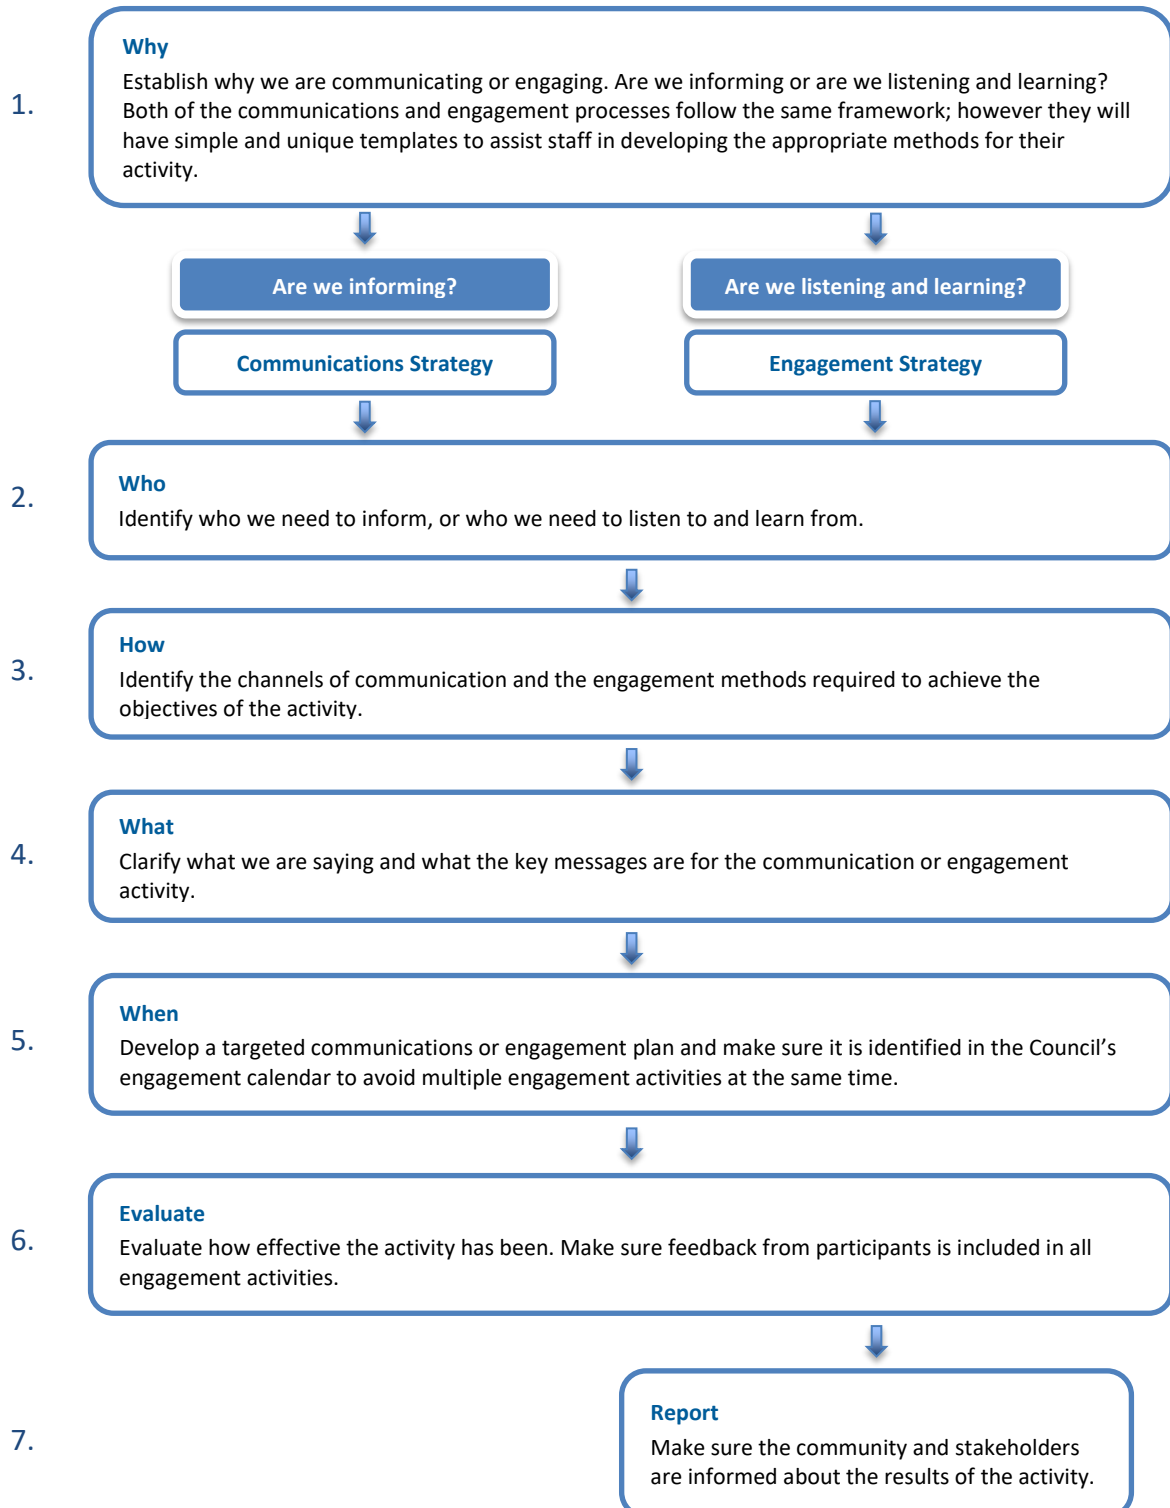 1.
Why
Establish why we are communicating or engaging. Are we informing or are we listening and learning?
Both of the communications and engagement processes follow the same framework; however they will
have simple and unique templates to assist staff in developing the appropriate methods for their
activity.
Are we informing?
Are we listening and learning?
Communications Strategy
Engagement Strategy
2.
Who
Identify who we need to inform, or who we need to listen to and learn from.
3.
How
Identify the channels of communication and the engagement methods required to achieve the
objectives of the activity.
4.
What
Clarify what we are saying and what the key messages are for the communication or engagement
activity.
5.
When
Develop a targeted communications or engagement plan and make sure it is identified in the Council’s
engagement calendar to avoid multiple engagement activities at the same time.
6.
Evaluate
Evaluate how effective the activity has been. Make sure feedback from participants is included in all
engagement activities.
7.
Report
Make sure the community and stakeholders
are informed about the results of the activity.